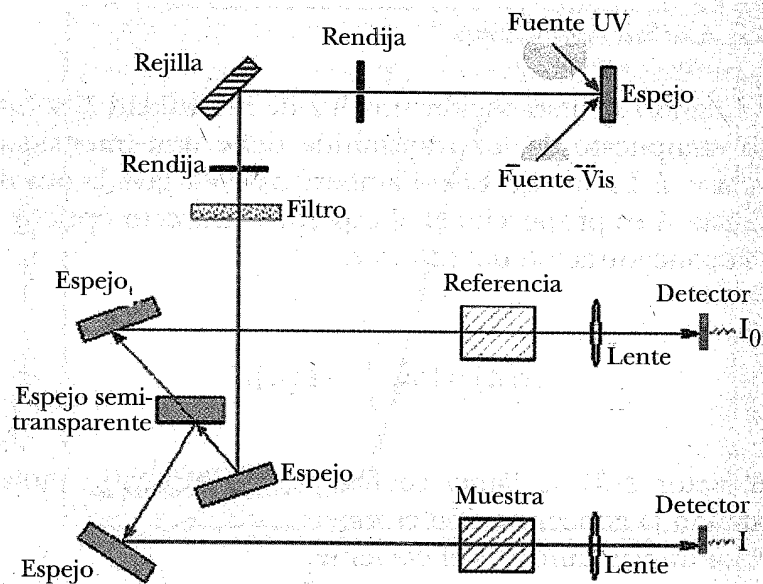 Fuente UV
Rendija
Rejilla
Espejo
Rendija
Fuente Vis
Filtro
Espejo
Referencia
Detector
I0
Lente
Espejo semi-
transparente
Espejo
Muestra
Detector
I
Lente
Espejo